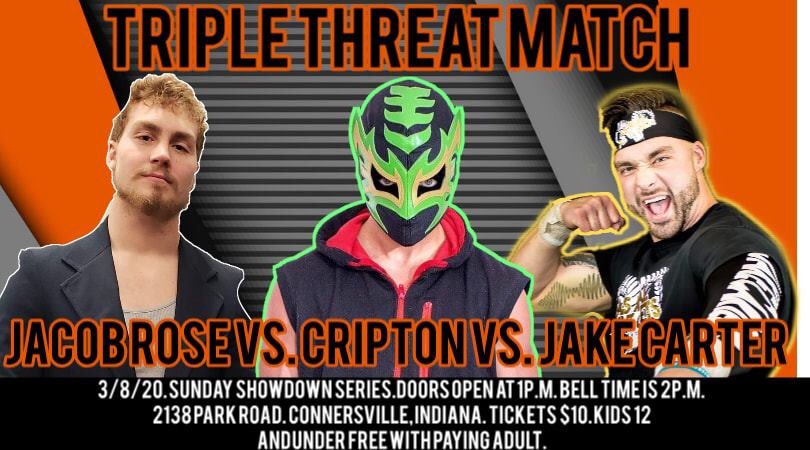 TRIPLE THREAT MATCH
JACOB ROSE VS. CRIPTON VS. JAKE CARTER
3/8/20. SUNDAY SHOWDOWN SERIES. DOORS OPEN AT 1P.M. BELL TIME IS 2P.M.
2138 PARK ROAD. CONNERSVILLE, INDIANA. TICKETS $10. KIDS 12
AND UNDER FREE WITH PAYING ADULT.